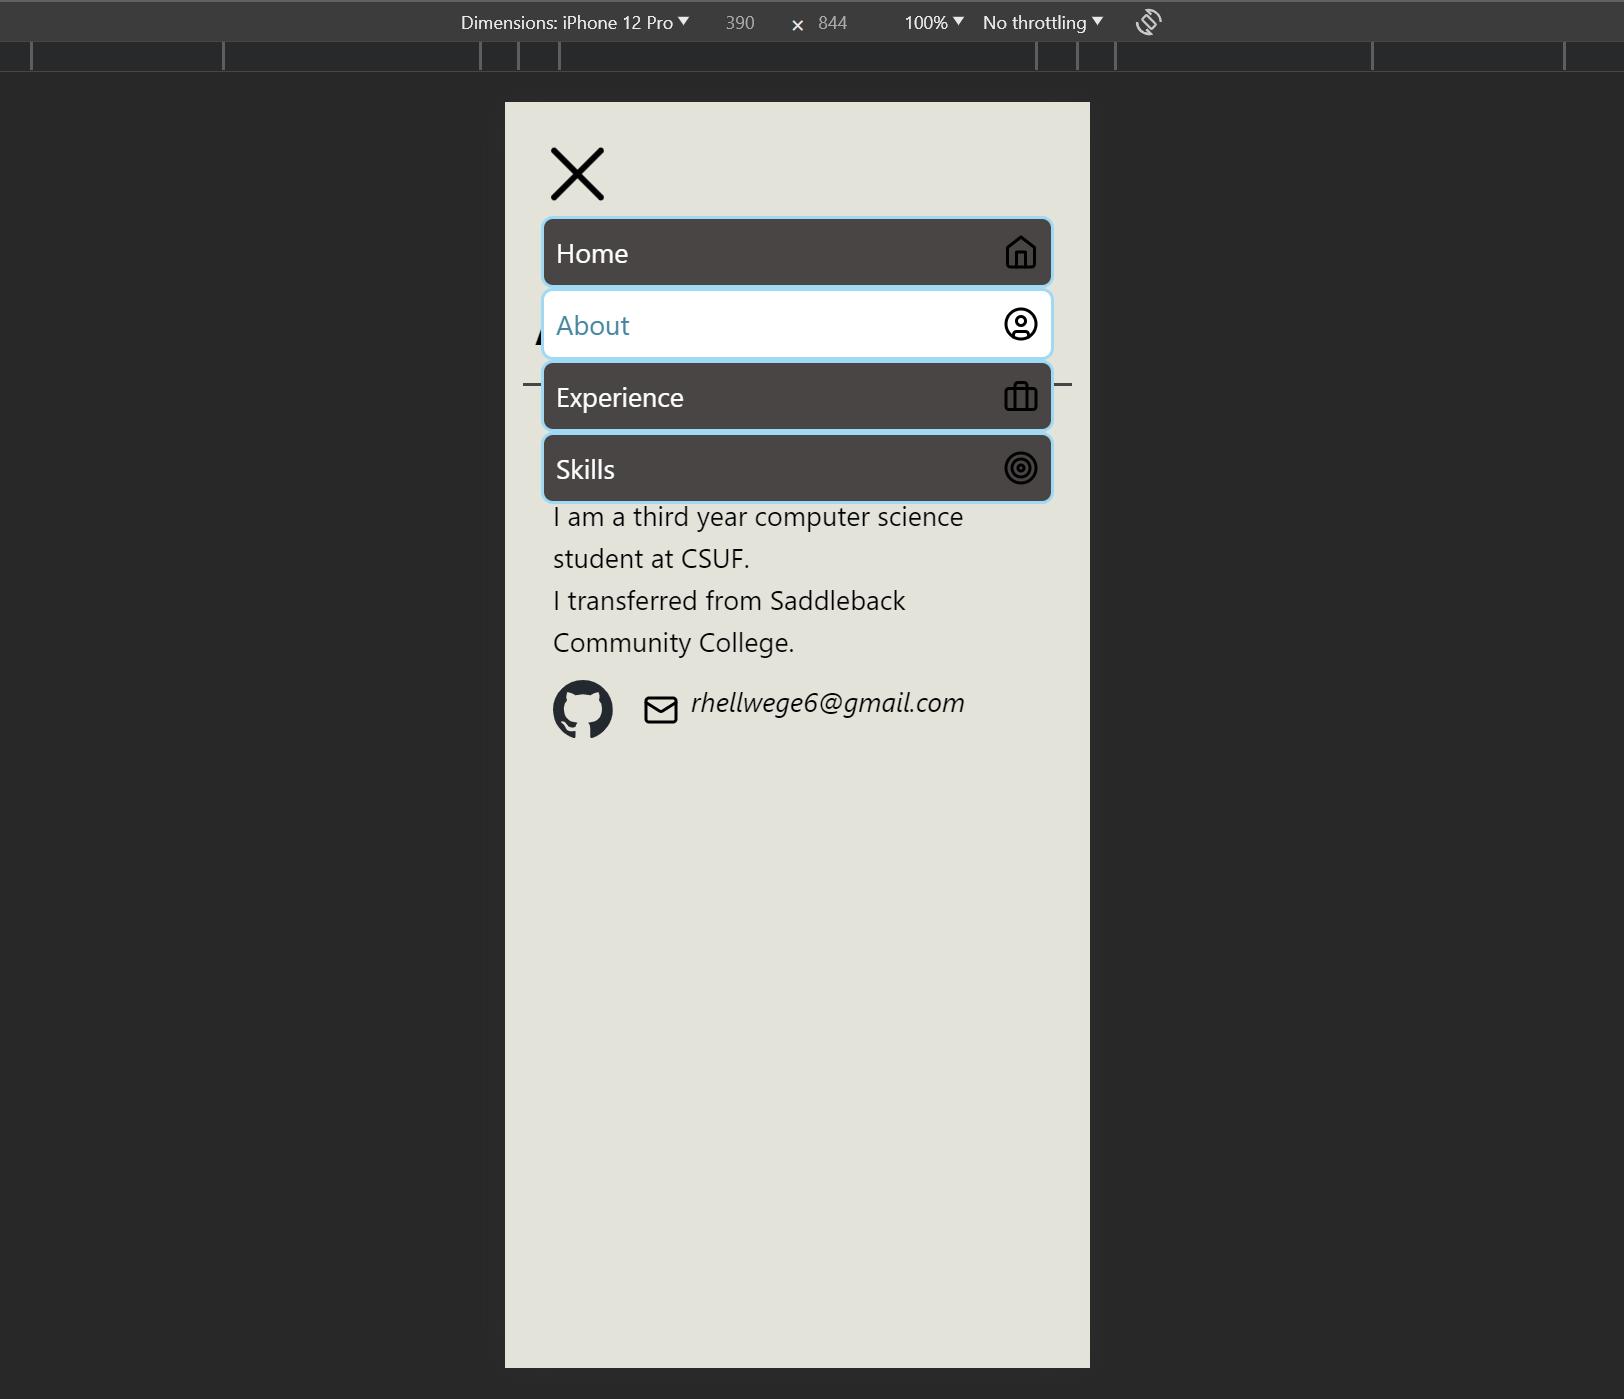 Dimensions: iPhone 12 Pro 390 × 844 100% No throttling
Home
About
Experience
Skills
I am a third year computer science
student at CSUF.
I transferred from Saddleback
Community College.
rhellwege6@gmail.com